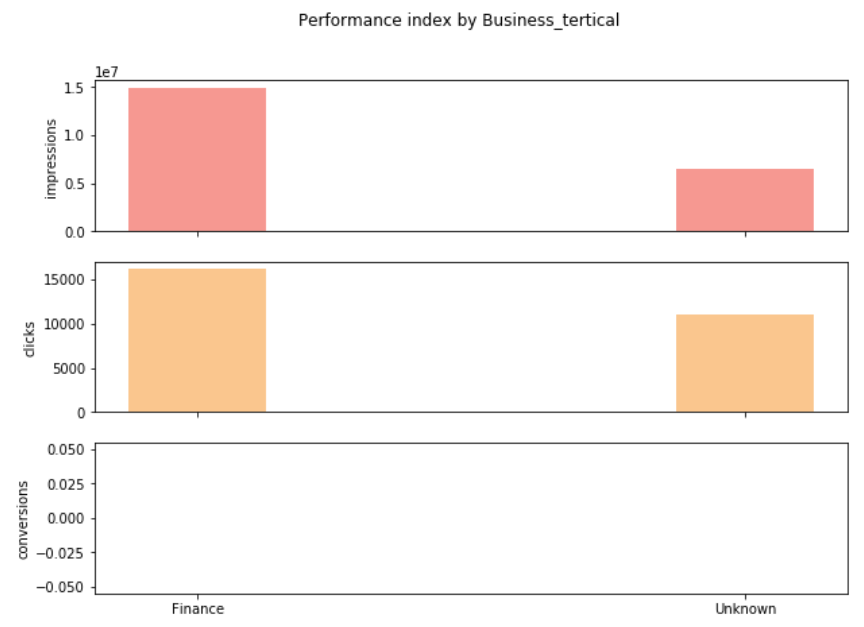 Performance index by Business_tertical
1e7
1.5
1.0
0.5
0.0
impressions
15000
10000
5000
0
clicks
0.050
0.025
0.000
−0.025
−0.050
conversions
Finance Unknown